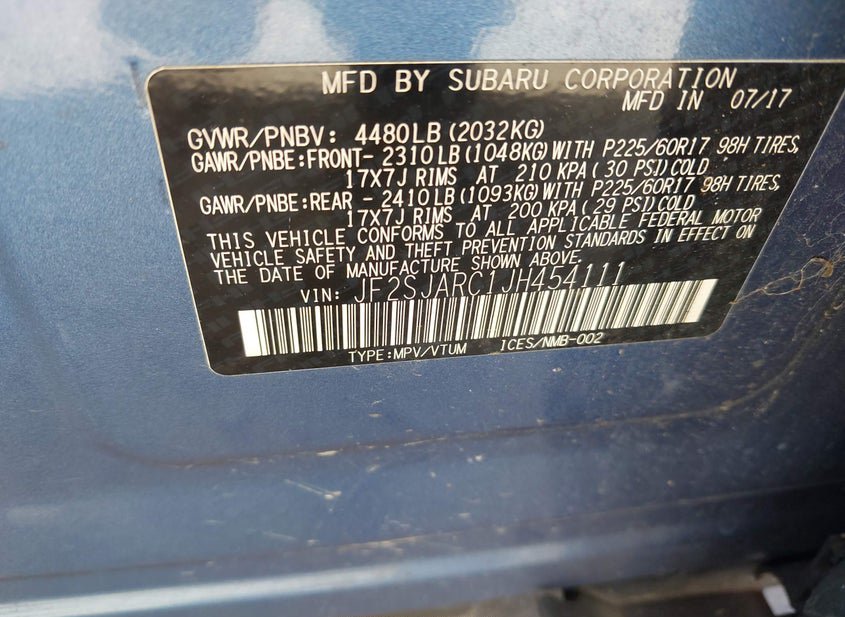 MFD BY SUBARU CORPORATION
MFD IN 07/17
GVWR/PNBV: 4480LB(2032KG)
GAWR/PNBE:FRONT-2310LB(1048KG)WITH P225/60R17 98H TIRES,
17X7J RIMS AT 210 KPA(30 PSI)COLD
GAWR/PNBE:REAR -2410LB(1093KG)WITH P225/60R17 98H TIRES,
17X7J RIMS AT 200 KPA(29 PSI)COLD
THIS VEHICLE CONFORMS TO ALL APPLICABLE FEDERAL MOTOR
VEHICLE SAFETY AND THEFT PREVENTION STANDARDS IN EFFECT ON
THE DATE OF MANUFACTURE SHOWN ABOVE.
VIN: JF2SJARC1JH454111
TYPE:MPV/VTUM ICES/NMB-002